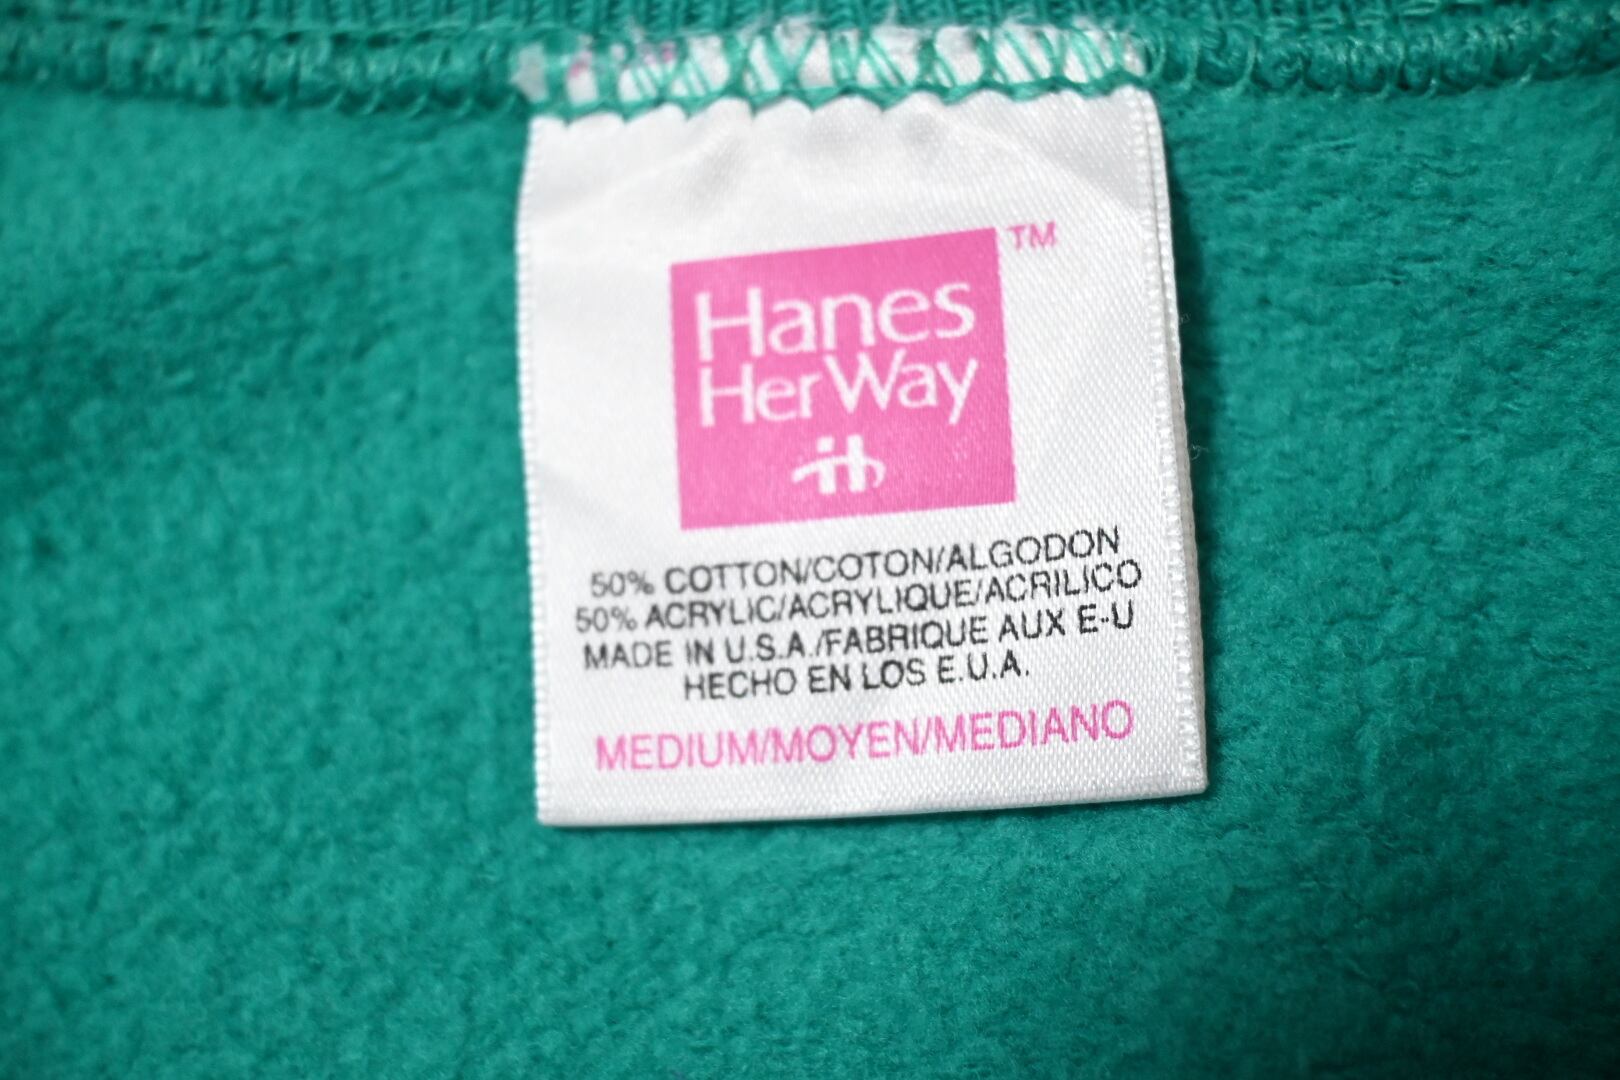 Hanes TM
Her Way
50% COTTON/COTON/ALGODON
50% ACRYLIC/ACRYLIQUE/ACRILICO
MADE IN U.S.A./FABRIQUE AUX E-U
HECHO EN LOS E.U.A.
MEDIUM/MOYEN/MEDIANO